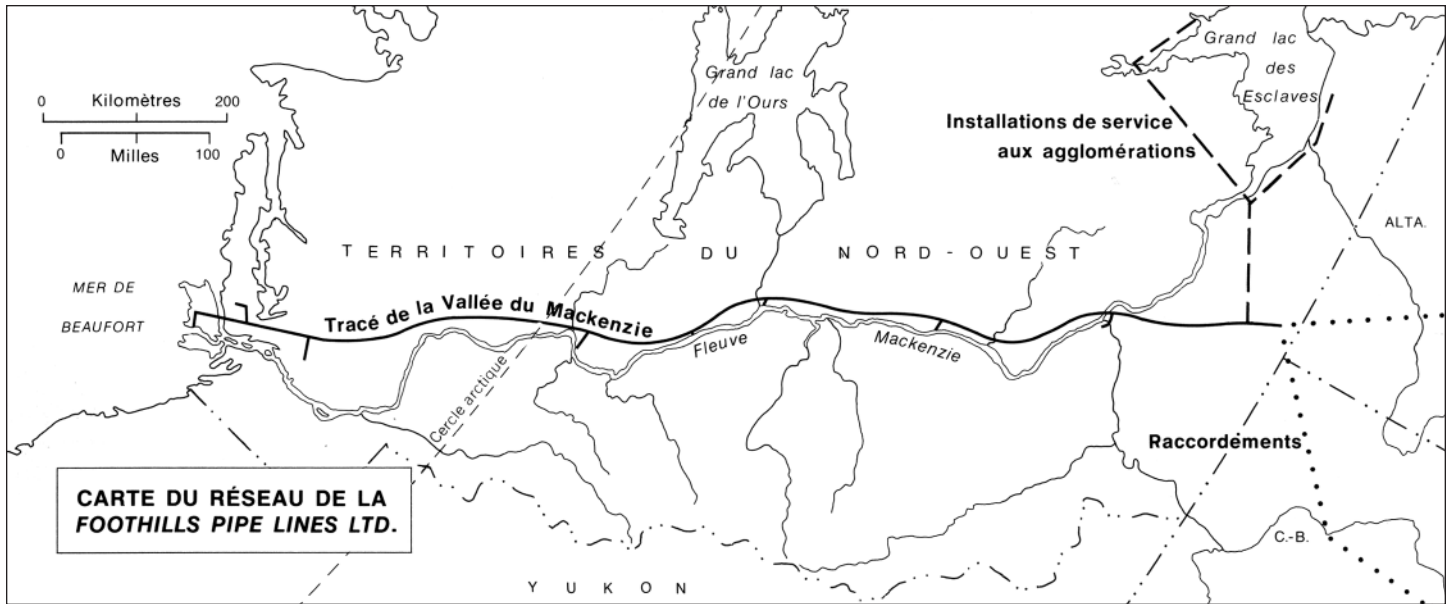 Grand lac
des
Esclaves
Grand lac
de l'Ours
Kilomètres
0 200
0 100
Milles
Installations de service
aux agglomérations
ALTA.
TERRITOIRES DU NORD-OUEST
MER DE
BEAUFORT
Tracé de la Vallée du Mackenzie
Fleuve Mackenzie
Cercle arctique
Raccordements
CARTE DU RÉSEAU DE LA
FOOTHILLS PIPE LINES LTD.
C.-B.
YUKON